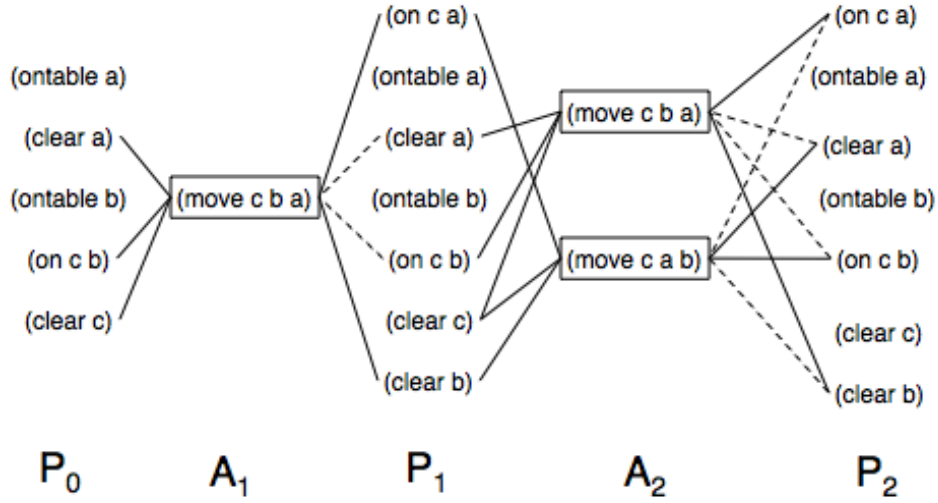 (on c a)
(on c a)
(ontable a)
(ontable a)
(ontable a)
(move c b a)
(clear a)
(clear a)
(clear a)
(ontable b)
(move c b a)
(ontable b)
(ontable b)
(on c b)
(on c b)
(move c a b)
(on c b)
(clear c)
(clear c)
(clear c)
(clear b)
(clear b)
P0 A1 P1 A2 P2